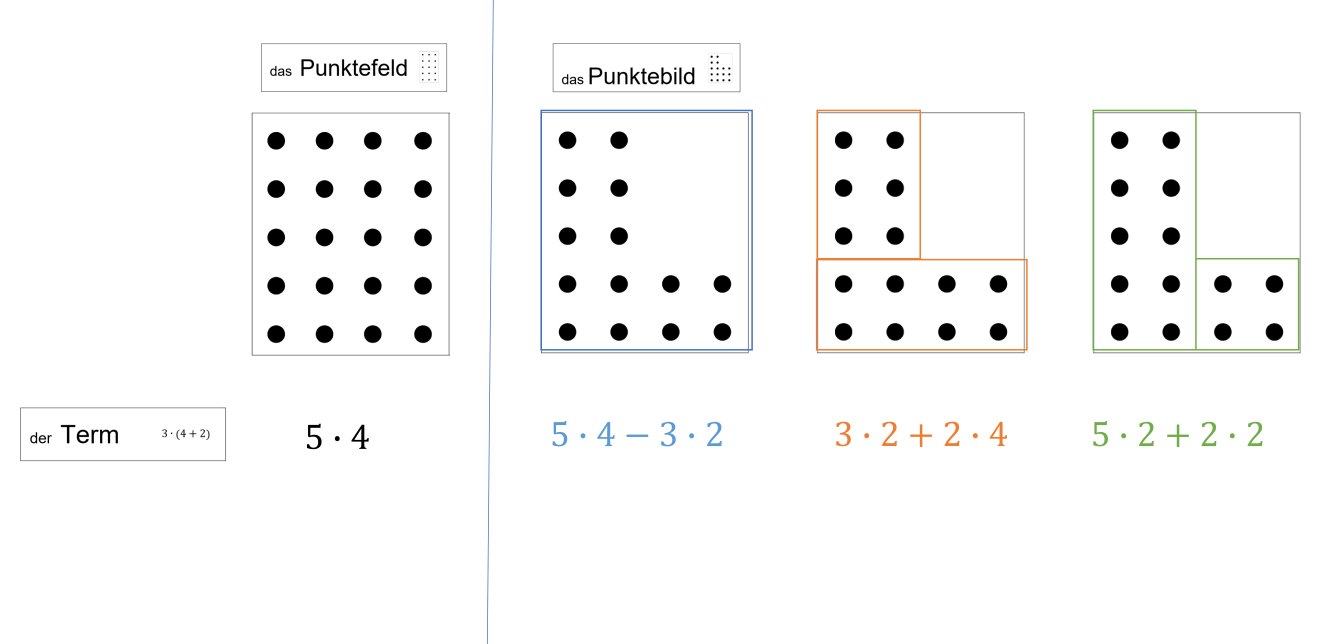 das Punktefeld
das Punktebild
der Term 3 · (4 + 2)
5 · 4
5 · 4 − 3 · 2
3 · 2 + 2 · 4
5 · 2 + 2 · 2